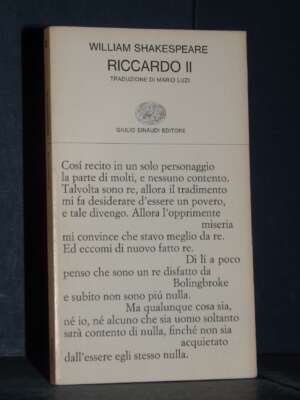 WILLIAM SHAKESPEARE
RICCARDO II
TRADUZIONE DI MARIO LUZI
GIULIO EINAUDI EDITORE
Cosí recito in un solo personaggio
la parte di molti, e nessuno contento.
Talvolta sono re, allora il tradimento
mi fa desiderare d'essere un povero,
e tale divengo. Allora l'opprimente
miseria
mi convince che stavo meglio da re.
Ed eccomi di nuovo fatto re.
Di lí a poco
penso che sono un re disfatto da
Bolingbroke
e subito non sono piú nulla.
Ma qualunque cosa sia,
né io, né alcuno che sia uomo soltanto
sarà contento di nulla, finché non sia
acquietato
dall'essere egli stesso nulla.